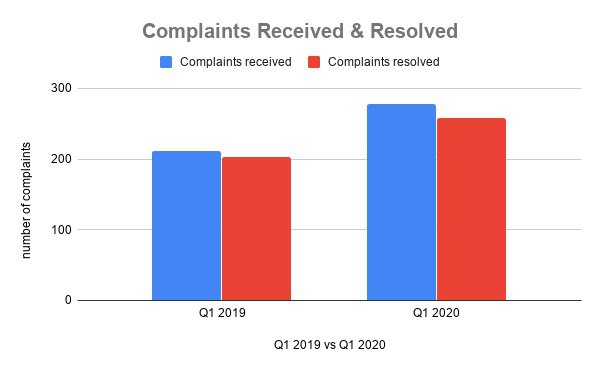 Complaints Received & Resolved
Complaints received Complaints resolved
300
200
100
0
number of complaints
Q1 2019 Q1 2020
Q1 2019 vs Q1 2020